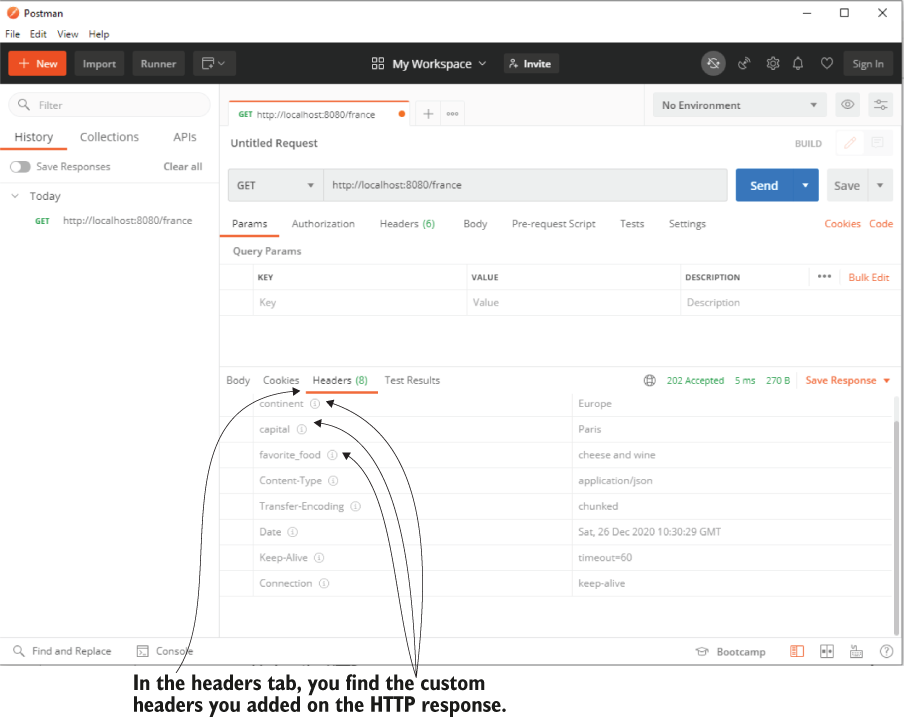 Postman
File Edit View Help
+ New Import Runner My Workspace Invite Sign In
Filter
History Collections APIs
Save Responses Clear all
Today
GET http://localhost:8080/france
GET http://localhost:8080/france
No Environment
Untitled Request BUILD
GET http://localhost:8080/france Send Save
Params Authorization Headers (6) Body Pre-request Script Tests Settings Cookies Code
Query Params
KEY VALUE DESCRIPTION Bulk Edit
Key Value Description
Body Cookies Headers (8) Test Results 202 Accepted 5 ms 270 B Save Response
continent Europe
capital Paris
favorite_food cheese and wine
Content-Type application/json
Transfer-Encoding chunked
Date Sat, 26 Dec 2020 10:30:29 GMT
Keep-Alive timeout=60
Connection keep-alive
Find and Replace Console Bootcamp
In the headers tab, you find the custom
headers you added on the HTTP response.